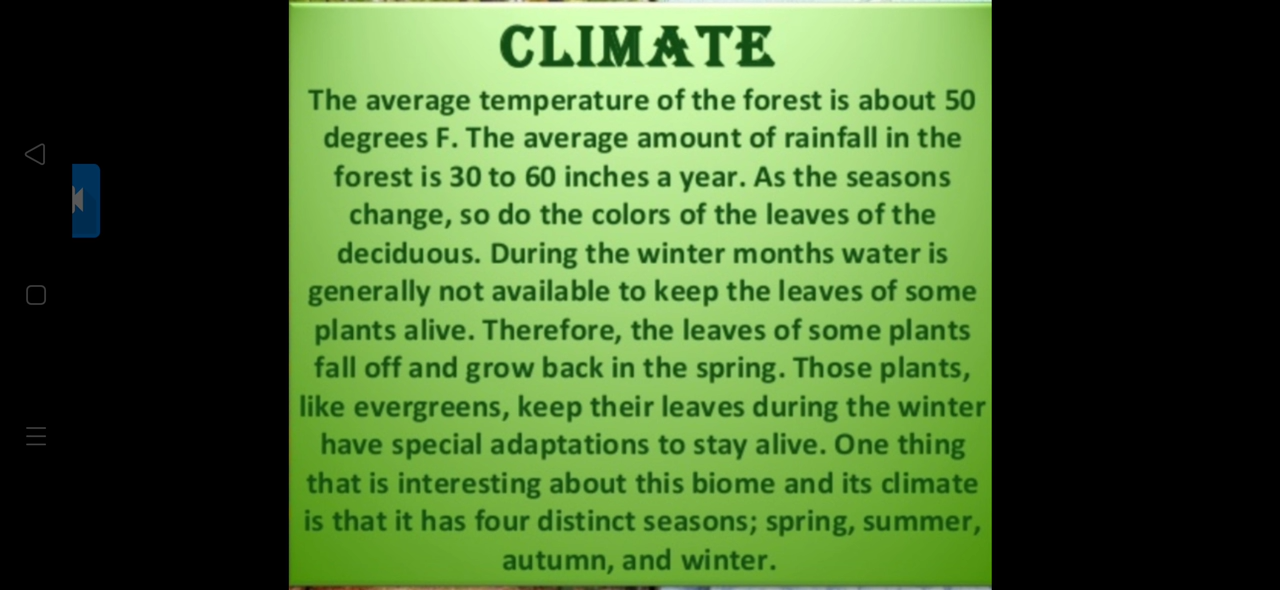 CLIMATE
The average temperature of the forest is about 50
degrees F. The average amount of rainfall in the
forest is 30 to 60 inches a year. As the seasons
change, so do the colors of the leaves of the
deciduous. During the winter months water is
generally not available to keep the leaves of some
plants alive. Therefore, the leaves of some plants
fall off and grow back in the spring. Those plants,
like evergreens, keep their leaves during the winter
have special adaptations to stay alive. One thing
that is interesting about this biome and its climate
is that it has four distinct seasons; spring, summer,
autumn, and winter.